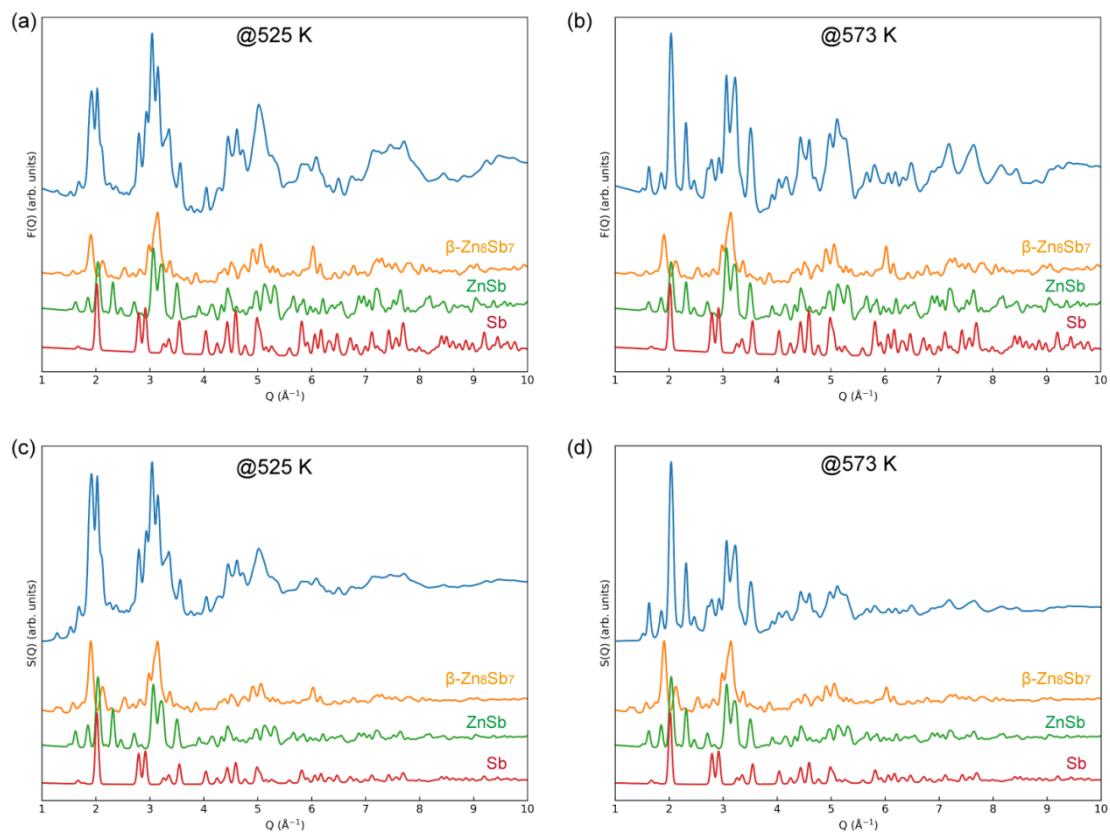 (a)
@525 K
F(Q) (arb. units)
β-Zn₈Sb₇
ZnSb
Sb
1 2 3 4 5 6 7 8 9 10
Q (Å⁻¹)
(b)
@573 K
F(Q) (arb. units)
β-Zn₈Sb₇
ZnSb
Sb
1 2 3 4 5 6 7 8 9 10
Q (Å⁻¹)
(c)
@525 K
S(Q) (arb. units)
β-Zn₈Sb₇
ZnSb
Sb
1 2 3 4 5 6 7 8 9 10
Q (Å⁻¹)
(d)
@573 K
S(Q) (arb. units)
β-Zn₈Sb₇
ZnSb
Sb
1 2 3 4 5 6 7 8 9 10
Q (Å⁻¹)